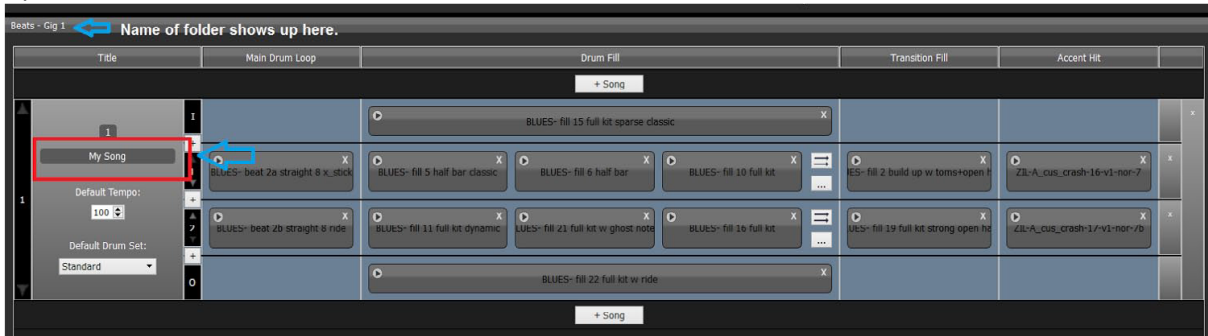 Beats - Gig 1
Name of folder shows up here.
Title Main Drum Loop Drum Fill Transition Fill Accent Hit
+ Song
I
BLUES- fill 15 full kit sparse classic X
x
1
My Song
+
BLUES- beat 2a straight 8 x_stick X
BLUES- fill 5 half bar classic X
BLUES- fill 6 half bar X
BLUES- fill 10 full kit X
...
UES- fill 2 build up w toms+open X
ZIL-A_cus_crash-16-v1-nor-7 X
x
1
Default Tempo:
100
Default Drum Set:
Standard
+
2
BLUES- beat 2b straight 8 ride X
BLUES- fill 11 full kit dynamic X
LUES- fill 21 full kit w ghost note X
BLUES- fill 16 full kit X
...
UES- fill 19 full kit strong open ha X
ZIL-A_cus_crash-17-v1-nor-7b X
x
+
O
BLUES- fill 22 full kit w ride X
+ Song